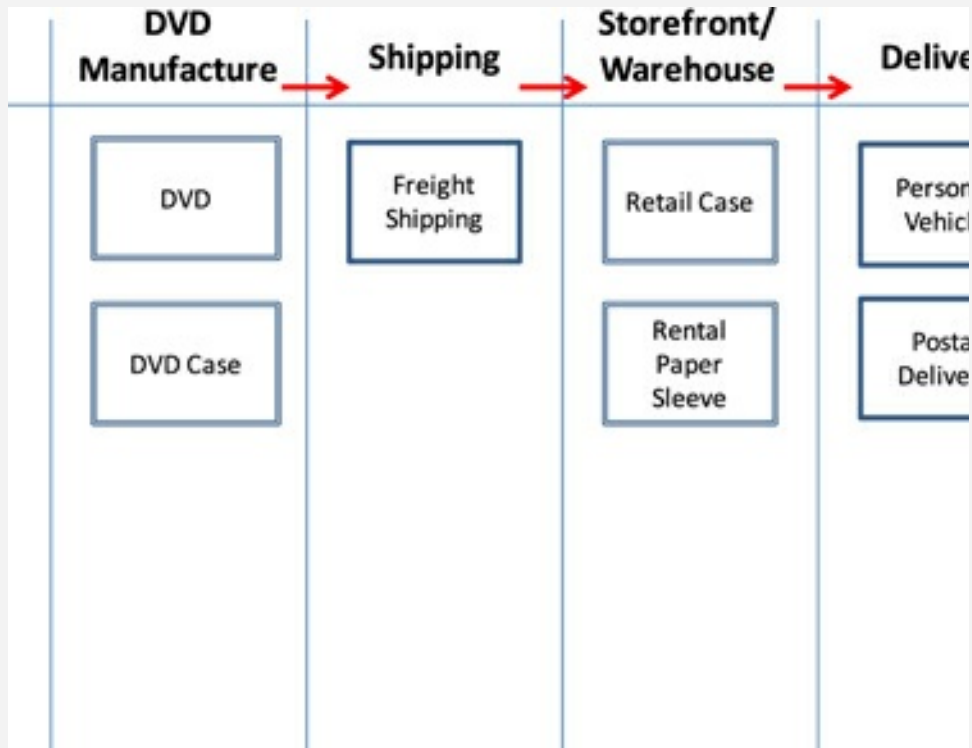 DVD
Manufacture
Shipping
Storefront/
Warehouse
DVD
Freight
Shipping
Retail Case
DVD Case
Rental
Paper
Sleeve